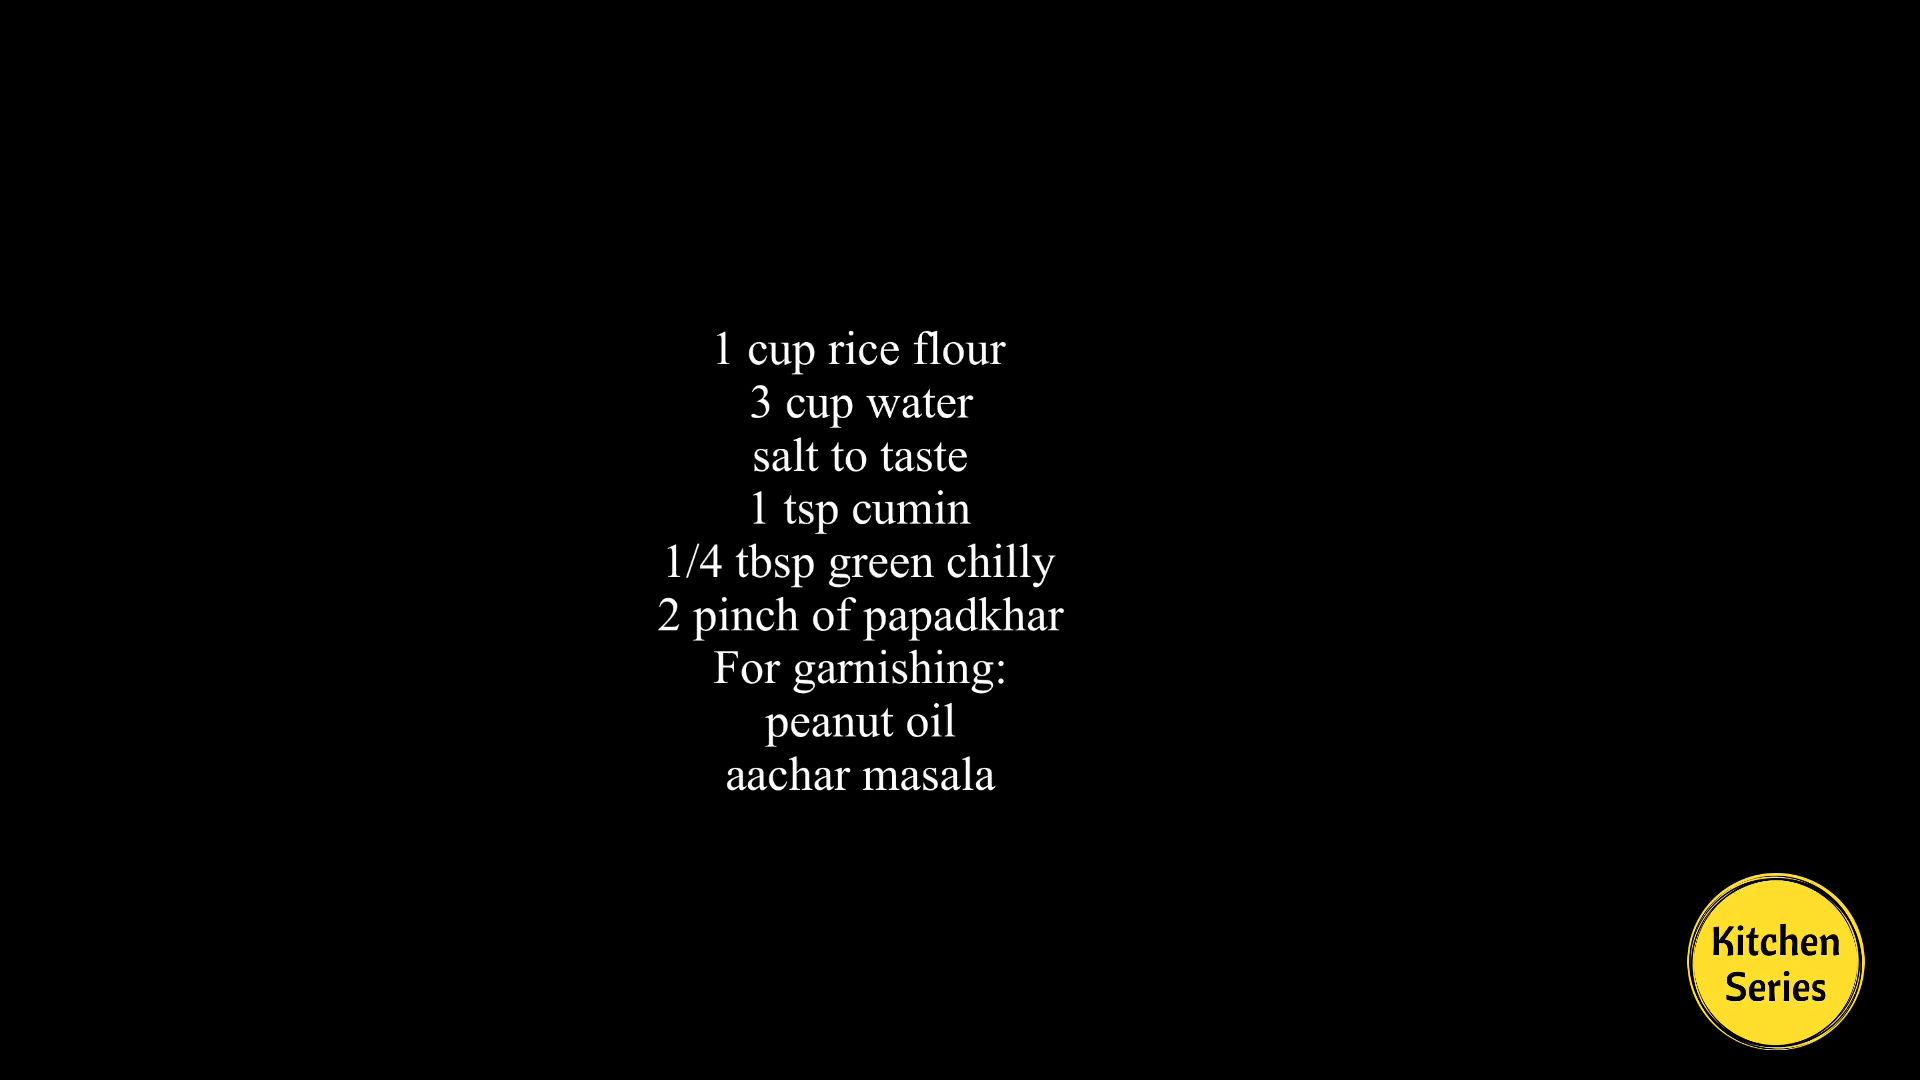 1 cup rice flour
3 cup water
salt to taste
1 tsp cumin
1/4 tbsp green chilly
2 pinch of papadkhar
For garnishing:
peanut oil
aachar masala
Kitchen
Series